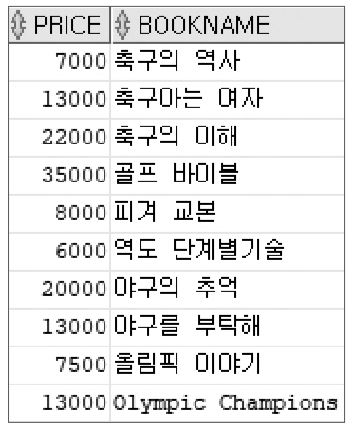 PRICE BOOKNAME
7000 축구의 역사
13000 축구아는 여자
22000 축구의 이해
35000 골프 바이블
8000 피겨 교본
6000 역도 단계별기술
20000 야구의 추억
13000 야구를 부탁해
7500 올림픽 이야기
13000 Olympic Champions